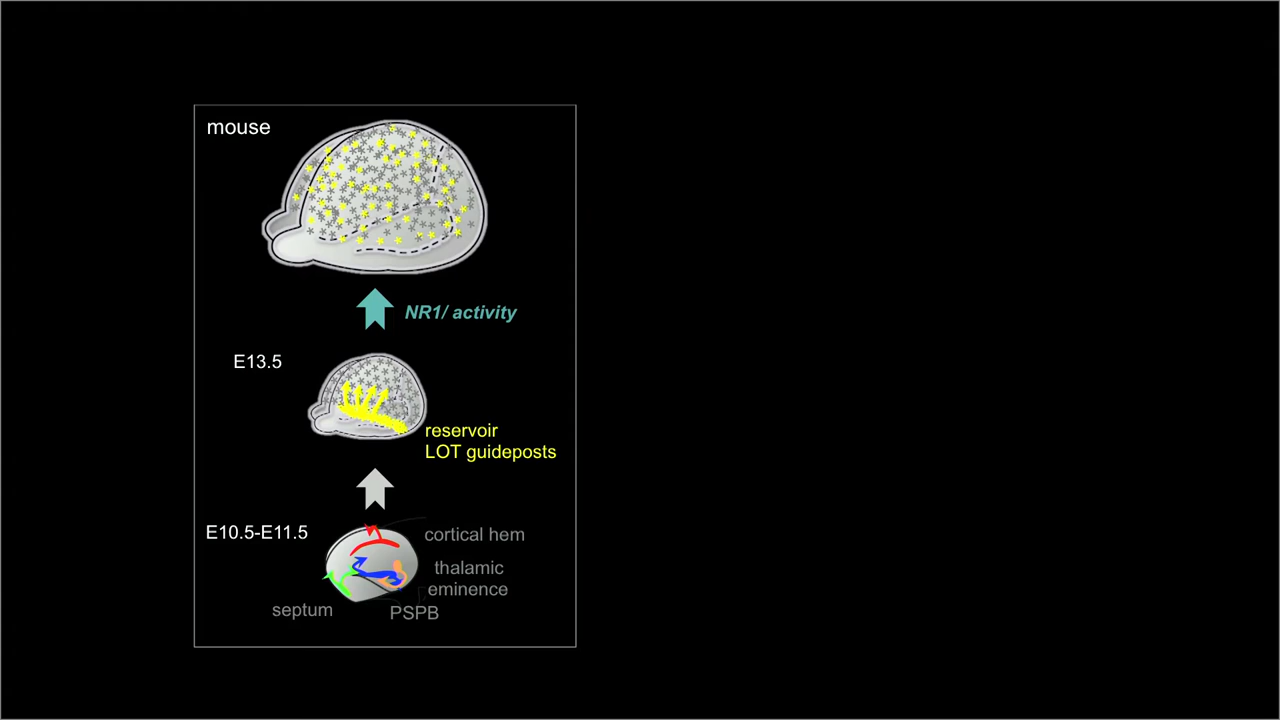 mouse
NR1/ activity
E13.5
reservoir
LOT guideposts
E10.5-E11.5
cortical hem
thalamic
eminence
septum
PSPB